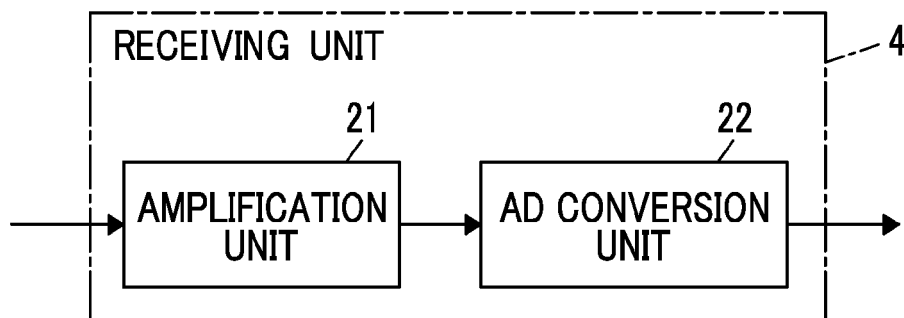 RECEIVING UNIT
4
21
22
AMPLIFICATION
UNIT
AD CONVERSION
UNIT